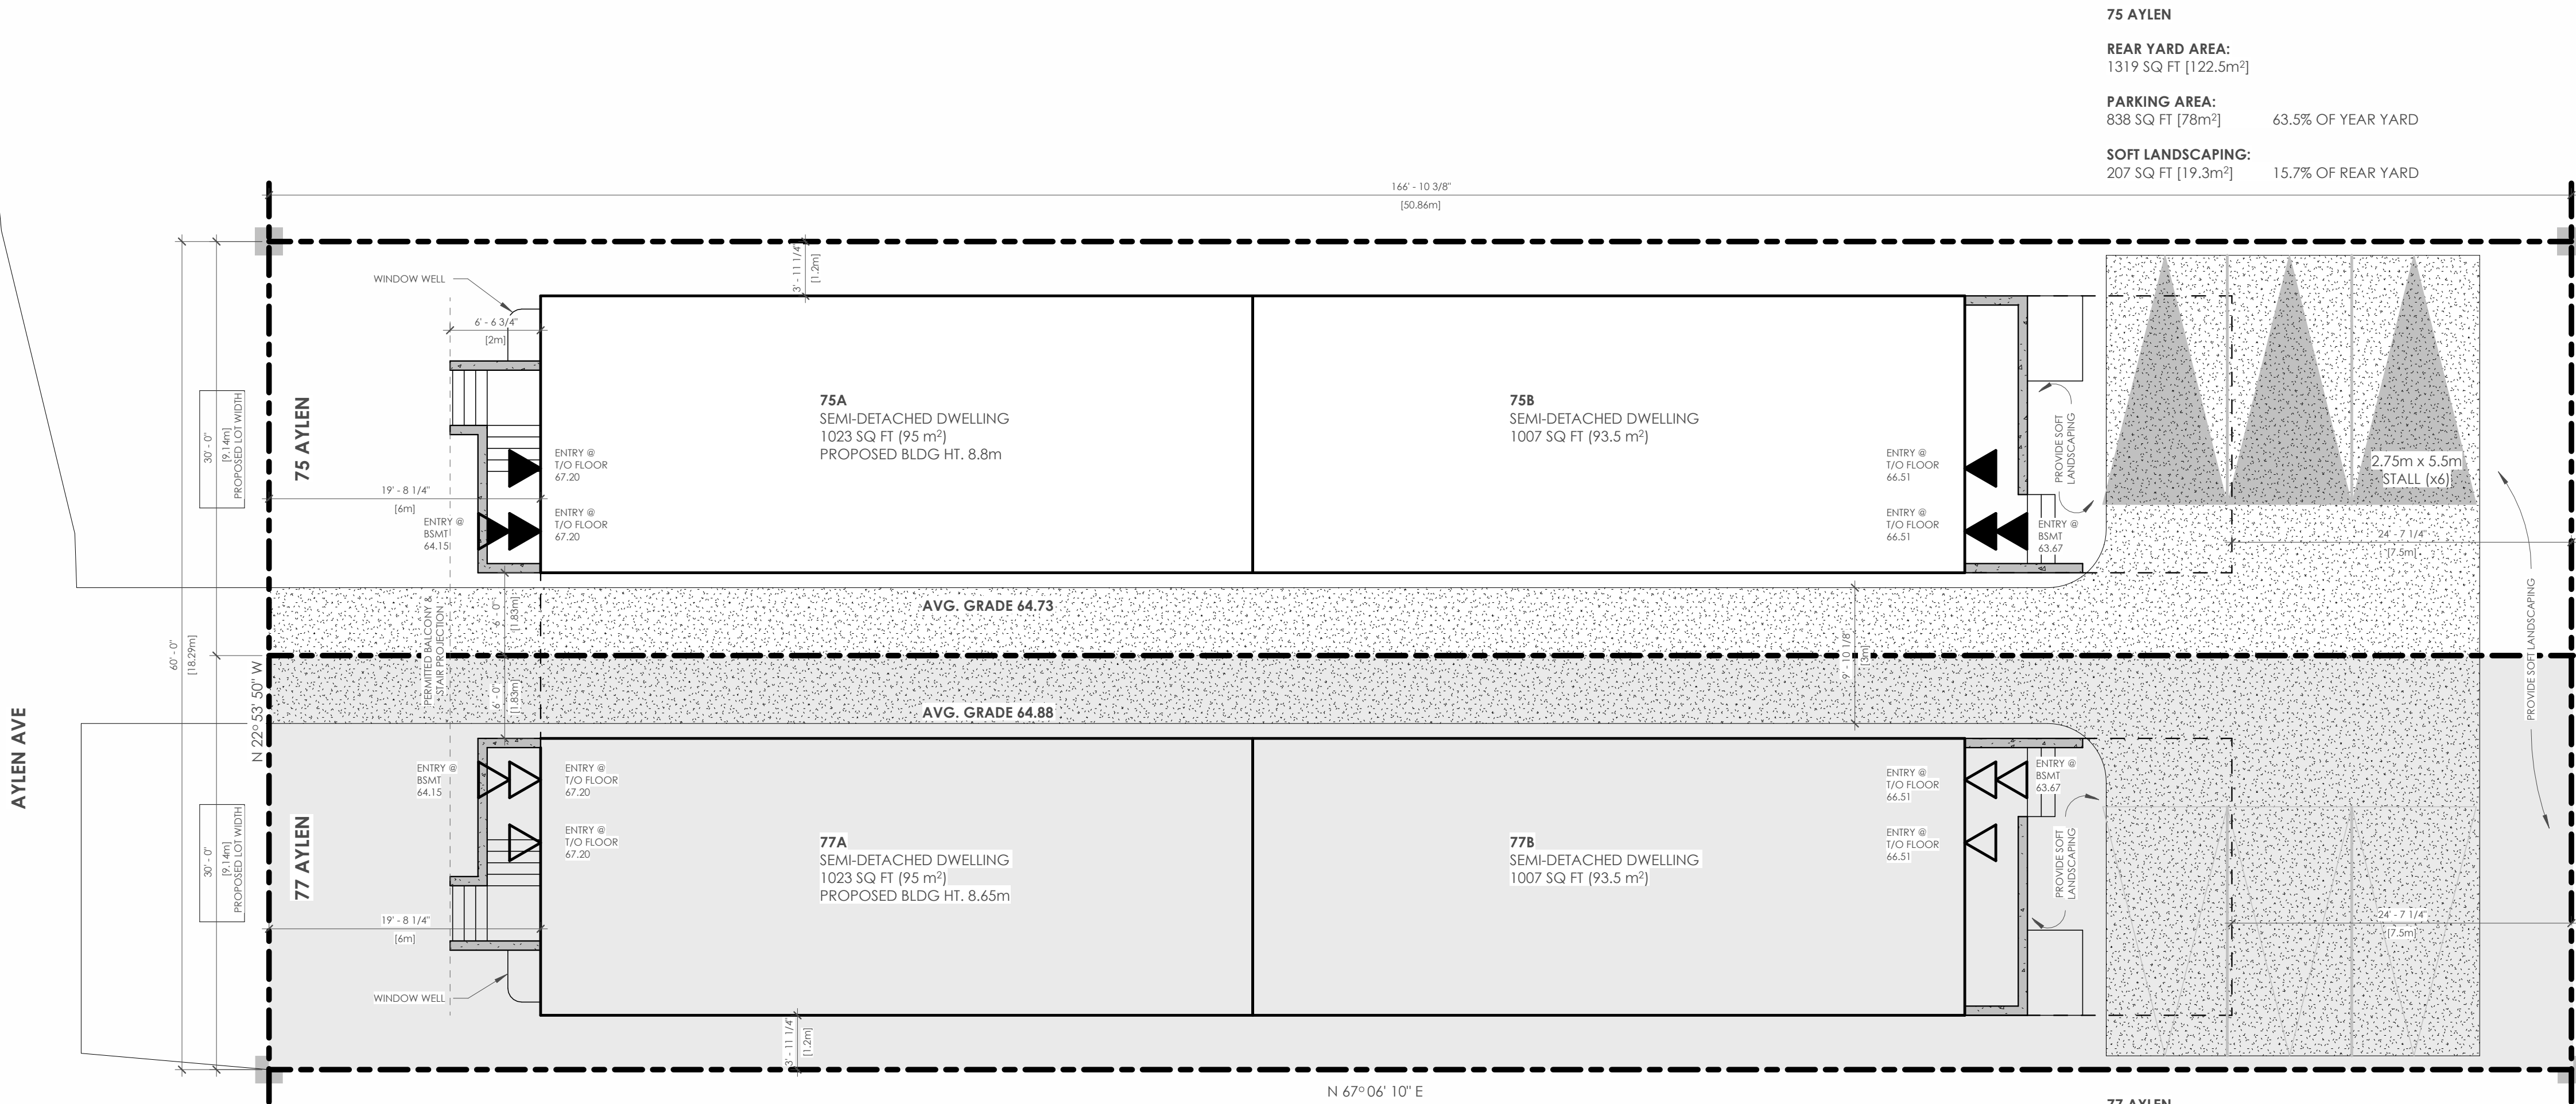 75 AYLEN
REAR YARD AREA:
1319 SQ FT [122.5m²]
PARKING AREA:
838 SQ FT [78m²] 63.5% OF YEAR YARD
SOFT LANDSCAPING:
207 SQ FT [19.3m²] 15.7% OF REAR YARD
166' - 10 3/8"
[50.86m]
WINDOW WELL
3' - 11 1/4"
[1.2m]
6' - 6 3/4"
[2m]
30' - 0"
[9.14m]
PROPOSED LOT WIDTH
75 AYLEN
75A
SEMI-DETACHED DWELLING
1023 SQ FT (95 m²)
PROPOSED BLDG HT. 8.8m
75B
SEMI-DETACHED DWELLING
1007 SQ FT (93.5 m²)
ENTRY @
T/O FLOOR
67.20
ENTRY @
T/O FLOOR
67.20
19' - 8 1/4"
[6m]
ENTRY @
BSMT
64.15
ENTRY @
T/O FLOOR
66.51
ENTRY @
T/O FLOOR
66.51
ENTRY @
BSMT
63.67
PROVIDE SOFT
LANDSCAPING
2.75m x 5.5m
STALL (x6)
24' - 7 1/4"
[7.5m]
AVG. GRADE 64.73
6' - 0"
[1.83m]
PERMITTED BALCONY &
STAIR PROJECTION
60' - 0"
[18.29m]
N 22° 53' 50" W
AYLEN AVE
9' - 10 1/8"
[3m]
PROVIDE SOFT LANDSCAPING
6' - 0"
[1.83m]
AVG. GRADE 64.88
ENTRY @
BSMT
64.15
ENTRY @
T/O FLOOR
67.20
ENTRY @
T/O FLOOR
67.20
ENTRY @
T/O FLOOR
66.51
ENTRY @
T/O FLOOR
66.51
ENTRY @
BSMT
63.67
PROVIDE SOFT
LANDSCAPING
30' - 0"
[9.14m]
PROPOSED LOT WIDTH
77 AYLEN
77A
SEMI-DETACHED DWELLING
1023 SQ FT (95 m²)
PROPOSED BLDG HT. 8.65m
77B
SEMI-DETACHED DWELLING
1007 SQ FT (93.5 m²)
19' - 8 1/4"
[6m]
24' - 7 1/4"
[7.5m]
WINDOW WELL
3' - 11 1/4"
[1.2m]
N 67° 06' 10" E
77 AYLEN